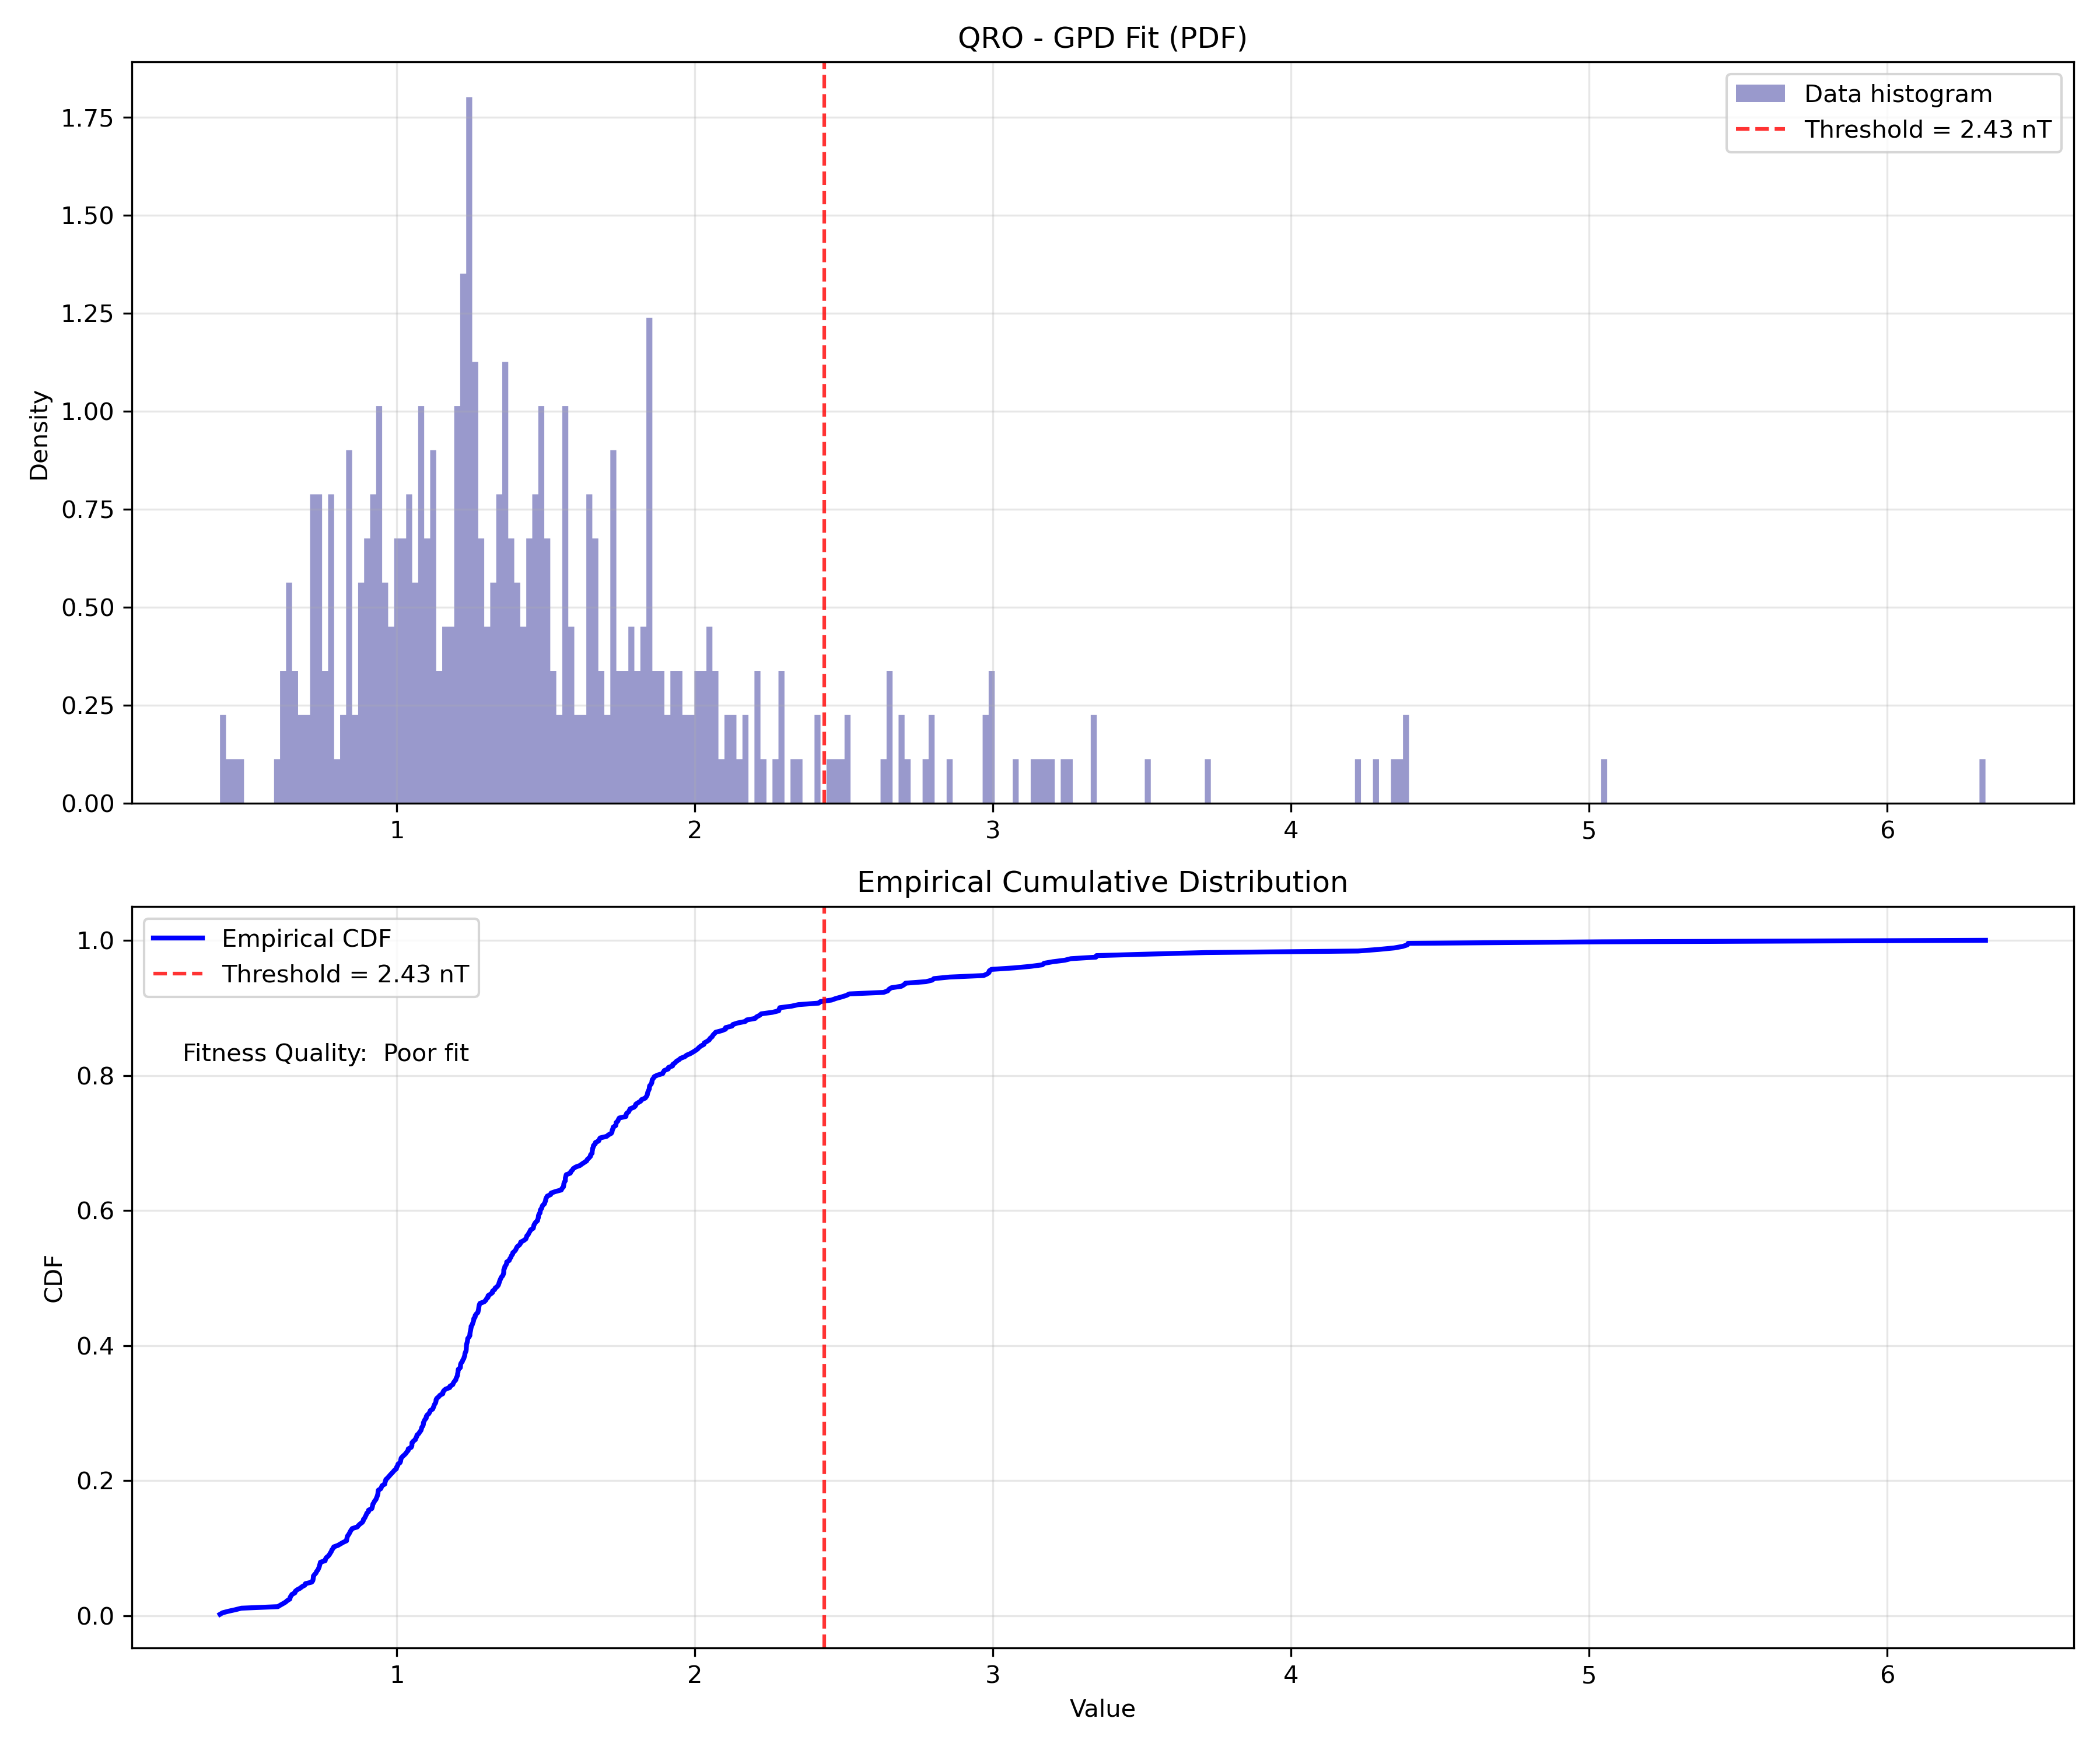 QRO - GPD Fit (PDF)
Data histogram
Threshold = 2.43 nT
Density
1.75
1.50
1.25
1.00
0.75
0.50
0.25
0.00
1 2 3 4 5 6
Empirical Cumulative Distribution
Empirical CDF
Threshold = 2.43 nT
Fitness Quality: Poor fit
CDF
1.0
0.8
0.6
0.4
0.2
0.0
1 2 3 4 5 6
Value